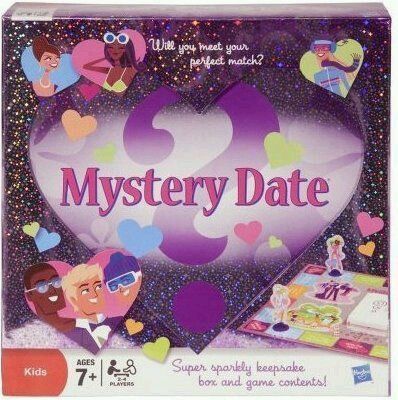 Will you meet your
perfect match?
Mystery Date
Kids
AGES
7+
2-4
PLAYERS
Super sparkly keepsake
box and game contents!
Hasbro